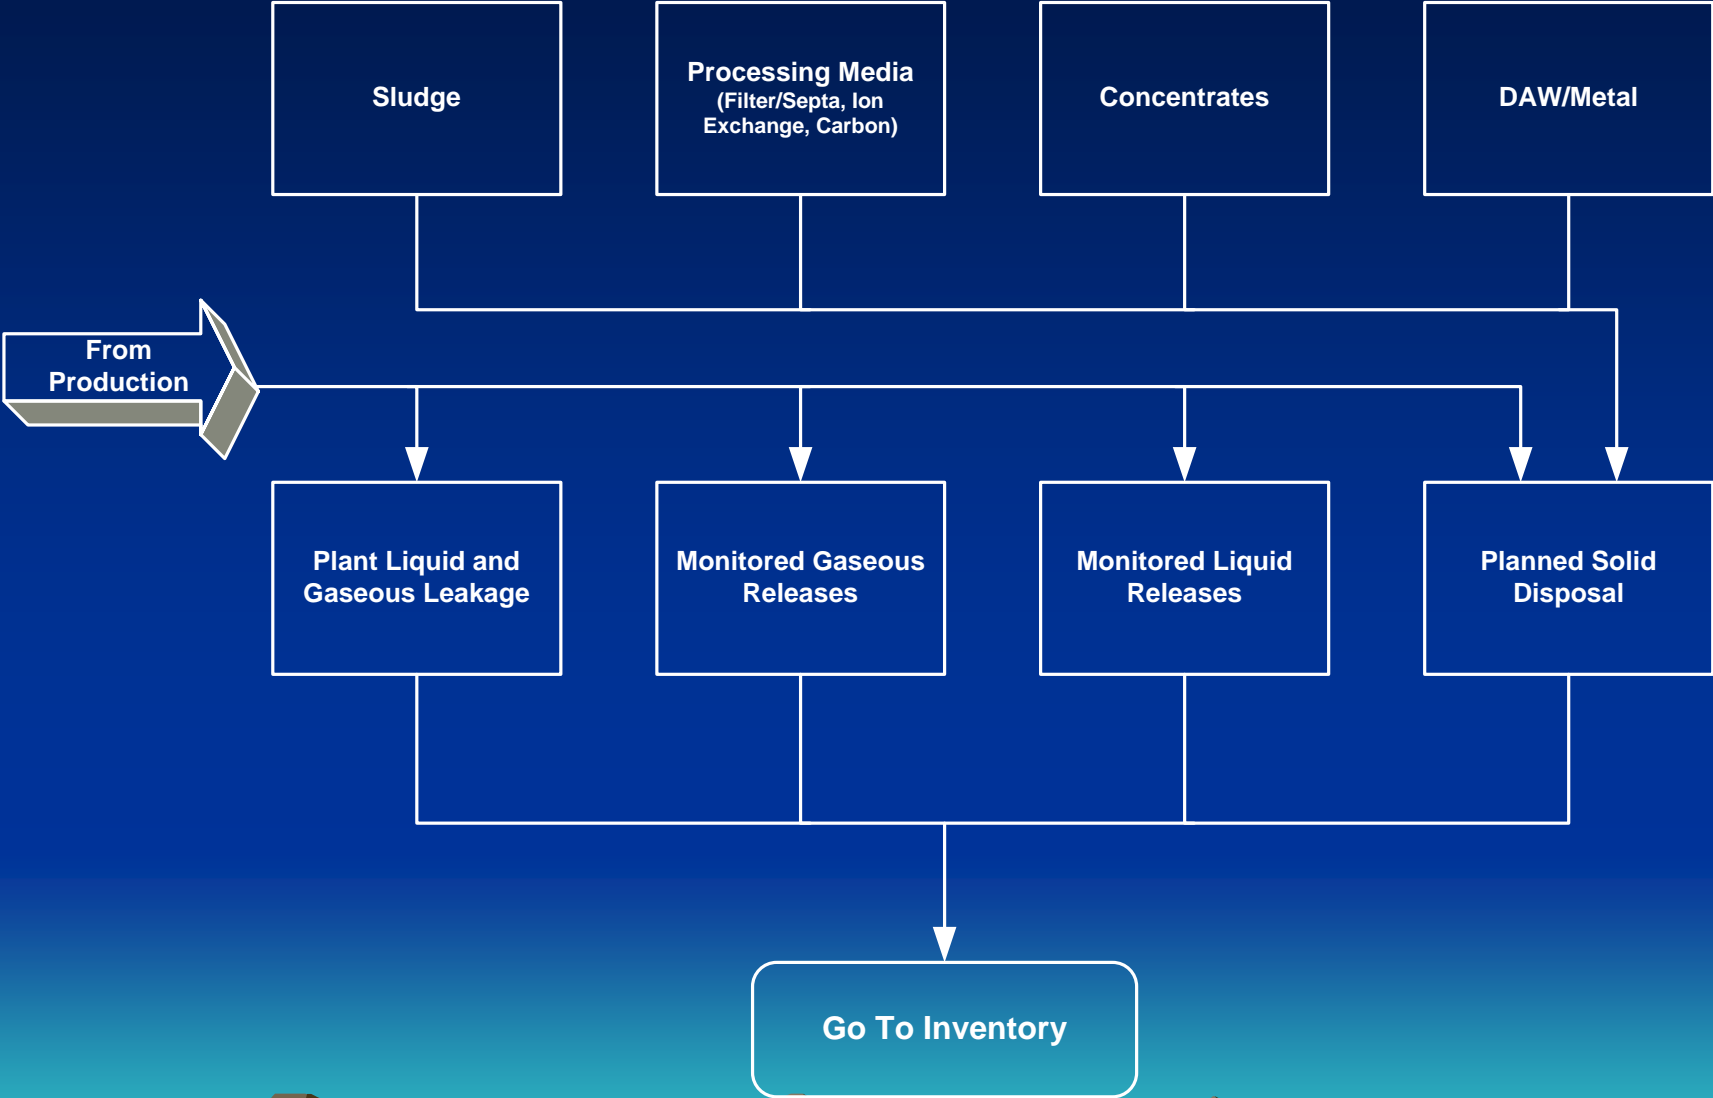 Sludge
Processing Media
(Filter/Septa, Ion
Exchange, Carbon)
Concentrates
DAW/Metal
From
Production
Plant Liquid and
Gaseous Leakage
Monitored Gaseous
Releases
Monitored Liquid
Releases
Planned Solid
Disposal
Go To Inventory